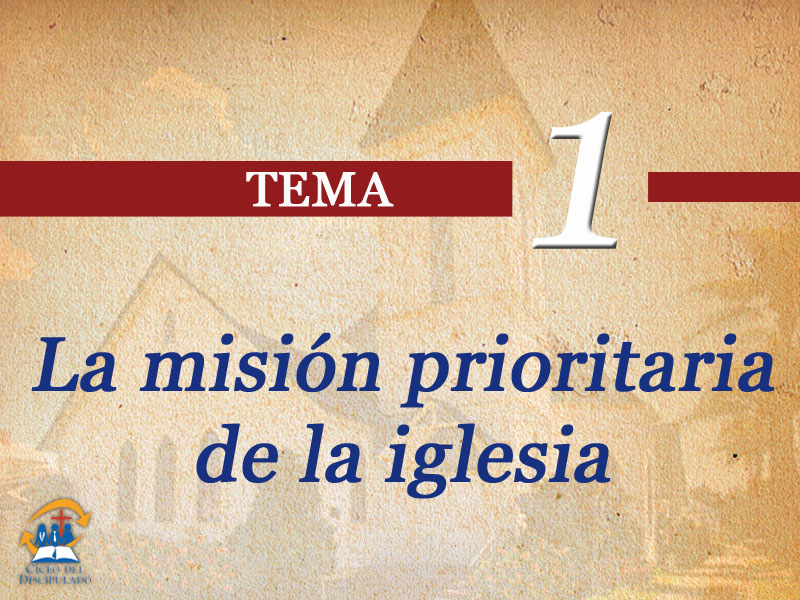 TEMA 1
La misión prioritaria
de la iglesia
CICLO DEL
DISCIPULADO